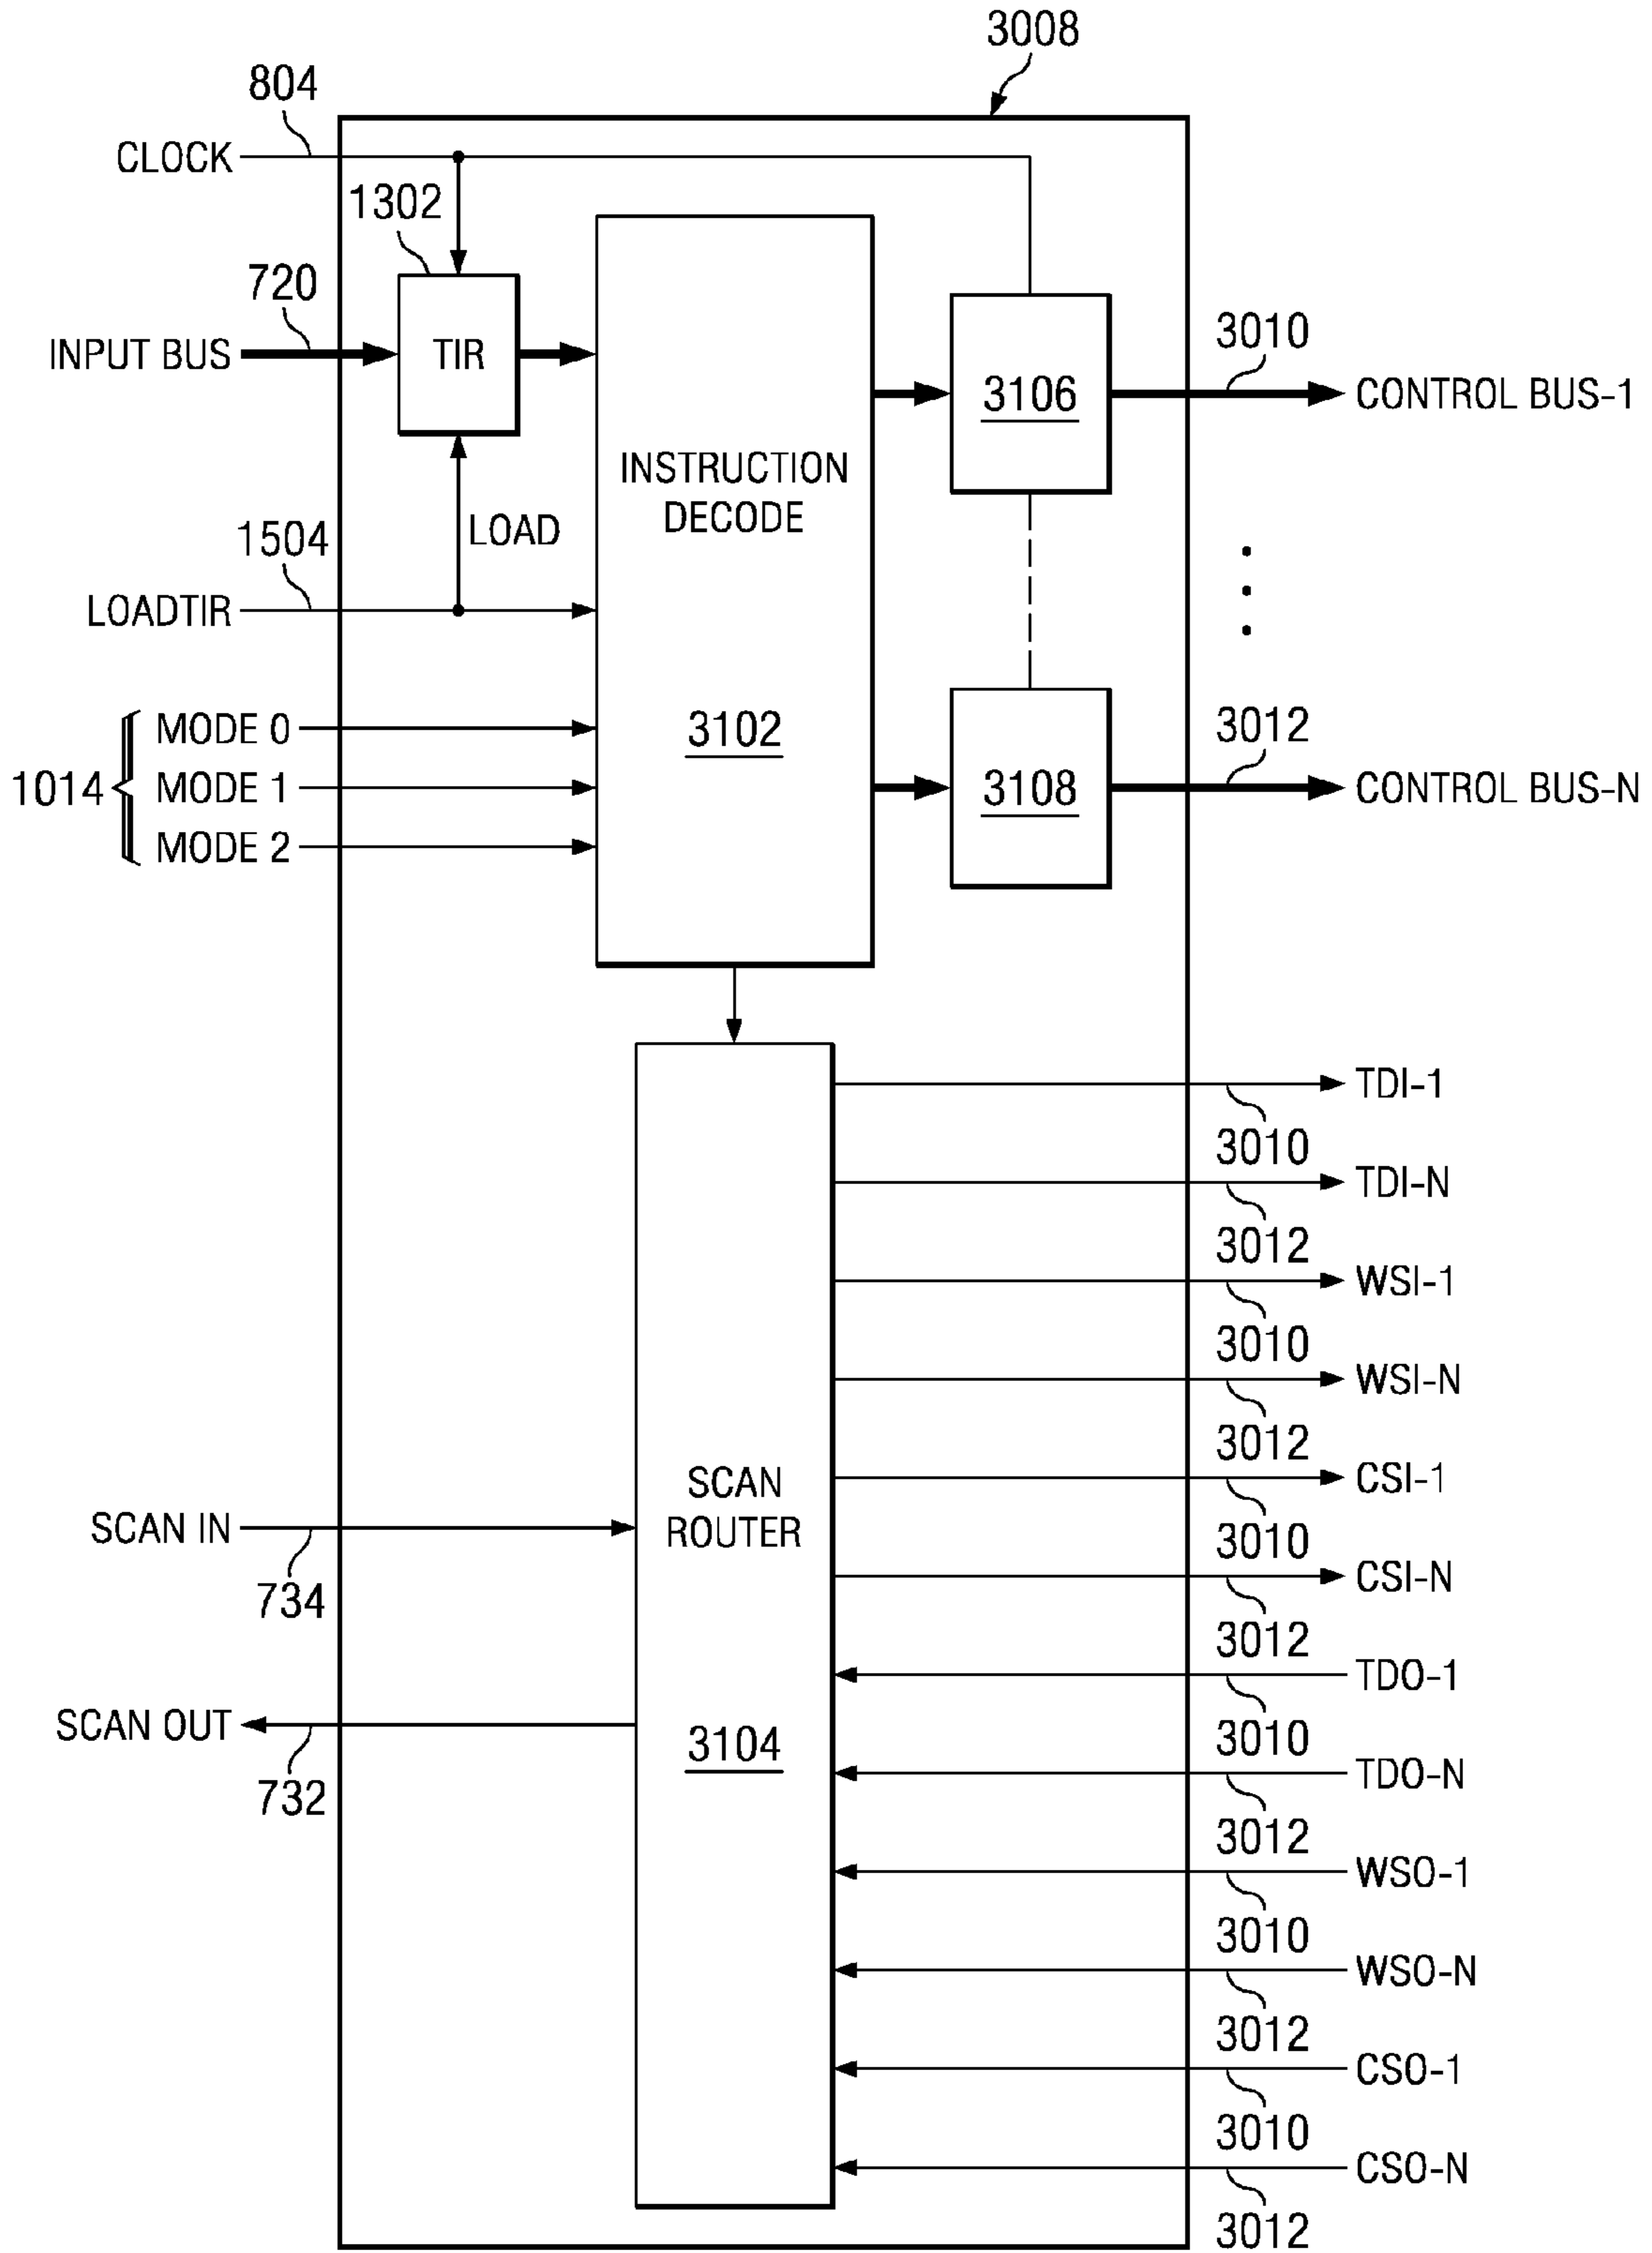 3008
804
CLOCK
1302
720
INPUT BUS
TIR
3106
3010
CONTROL BUS-1
INSTRUCTION
DECODE
LOAD
1504
LOADTIR
3102
1014
MODE 0
MODE 1
MODE 2
3108
3012
CONTROL BUS-N
TDI-1
3010
TDI-N
3012
WSI-1
3010
WSI-N
3012
CSI-1
3010
CSI-N
3012
SCAN
ROUTER
SCAN IN
734
TDO-1
3010
SCAN OUT
732
3104
TDO-N
3012
WSO-1
3010
WSO-N
3012
CSO-1
3010
CSO-N
3012